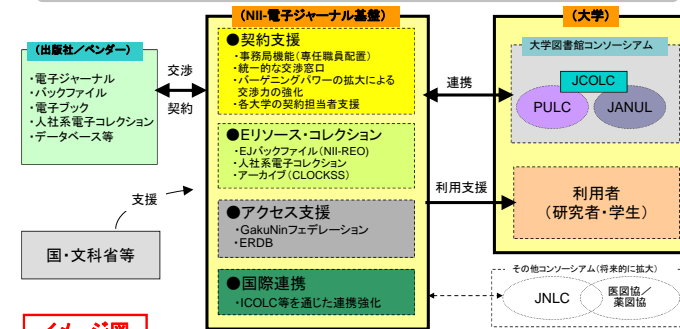 (NII-電子ジャーナル基盤)
(大学)
(出版社/ベンダー)
・電子ジャーナル
・バックファイル
・電子ブック
・人社系電子コレクション
・データベース等
交渉
契約
●契約支援
・事務局機能(専任職員配置)
・統一的な交渉窓口
・バーゲニングパワーの拡大による
交渉力の強化
・各大学の契約担当者支援
●Eリソース・コレクション
・EJバックファイル(NII-REO)
・人社系電子コレクション
・アーカイブ(CLOCKSS)
●アクセス支援
・GakuNinフェデレーション
・ERDB
●国際連携
・ICOLC等を通じた連携強化
連携
利用支援
大学図書館コンソーシアム
JCOLC
PULC
JANUL
利用者
(研究者・学生)
支援
国・文科省等
その他コンソーシアム(将来的に拡大)
JNLC
医図協/
薬図協
イメージ図